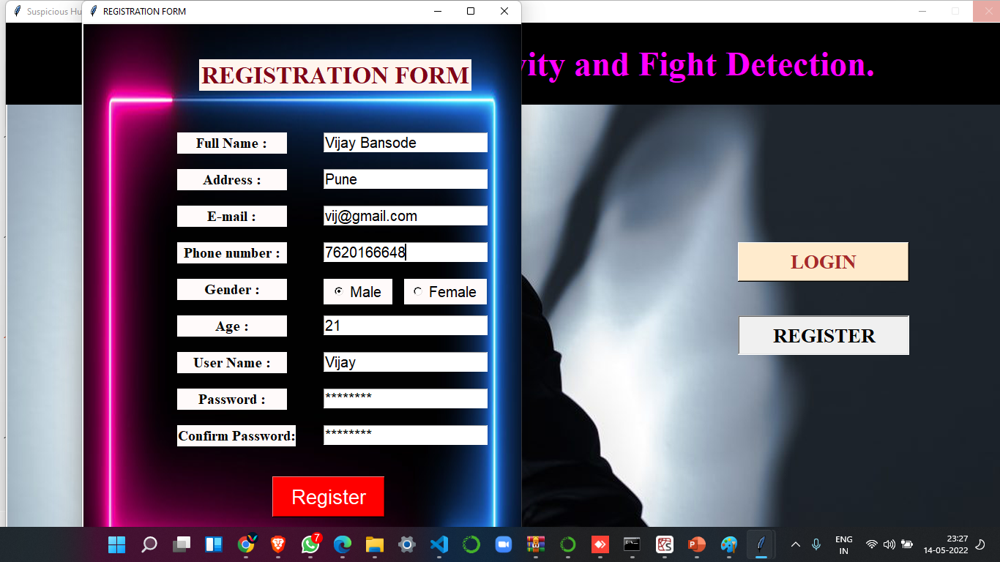 Suspicious Hu
REGISTRATION FORM
vity and Fight Detection.
REGISTRATION FORM
Full Name :
Vijay Bansode
Address :
Pune
E-mail :
vij@gmail.com
Phone number :
7620166648
Gender :
Male
Female
Age :
21
User Name :
Vijay
Password :
********
Confirm Password:
********
Register
LOGIN
REGISTER
7
ENG
IN
23:27
14-05-2022